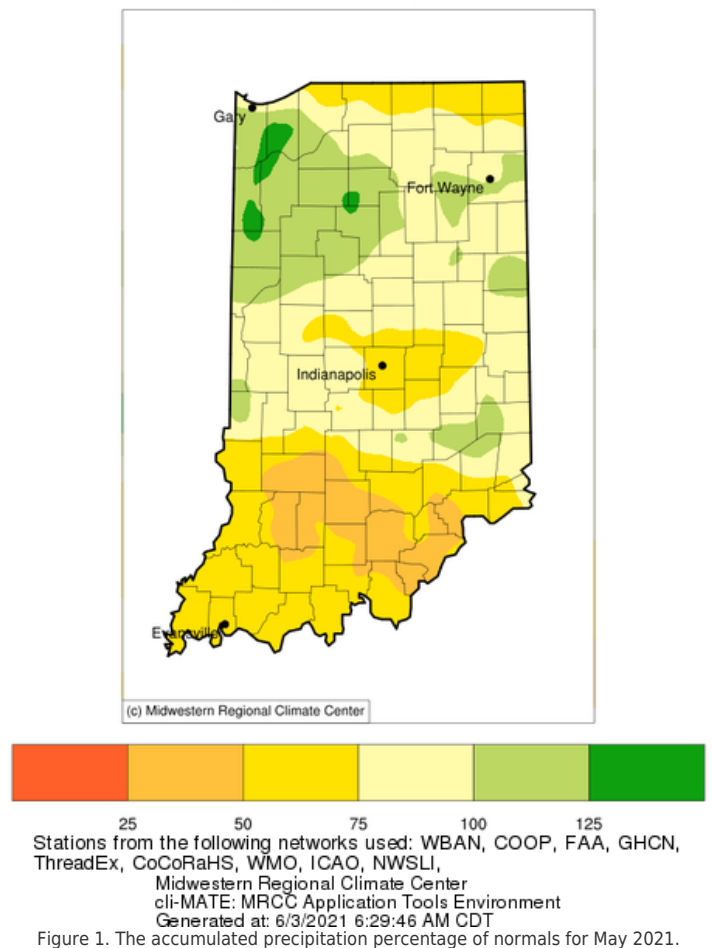 Gary
Fort Wayne
Indianapolis
Evansville
(c) Midwestern Regional Climate Center
25 50 75 100 125
Stations from the following networks used: WBAN, COOP, FAA, GHCN,
ThreadEx, CoCoRaHS, WMO, ICAO, NWSLI,
Midwestern Regional Climate Center
cli-MATE: MRCC Application Tools Environment
Generated at: 6/3/2021 6:29:46 AM CDT
Figure 1. The accumulated precipitation percentage of normals for May 2021.